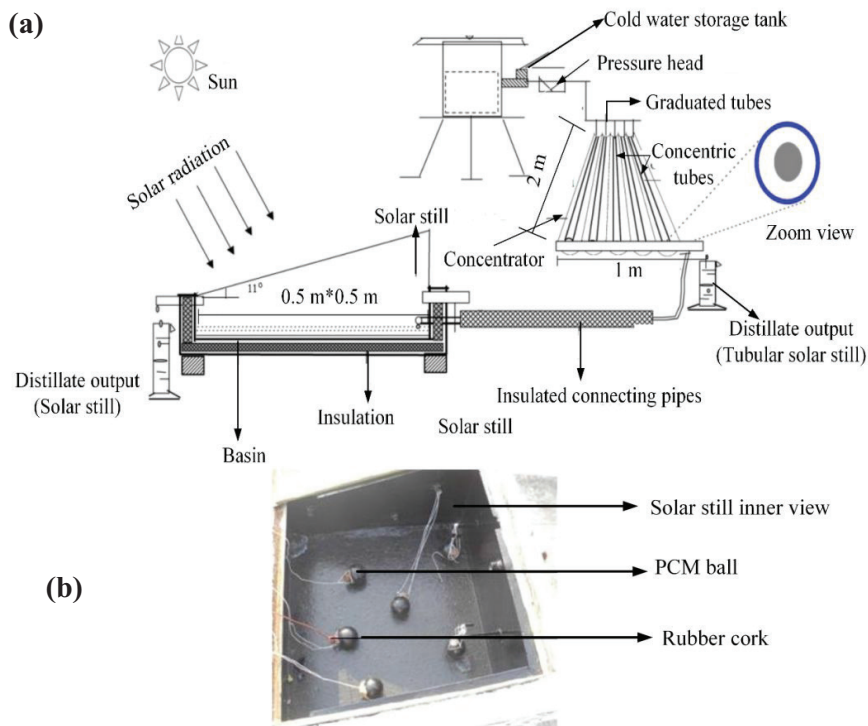 (a)
Sun
Solar radiation
Cold water storage tank
Pressure head
Graduated tubes
Concentric
tubes
2 m
Zoom view
Concentrator
1 m
Solar still
11⁰
0.5 m*0.5 m
Distillate output
(Tubular solar still)
Distillate output
(Solar still)
Insulated connecting pipes
Insulation
Solar still
Basin
(b)
Solar still inner view
PCM ball
Rubber cork